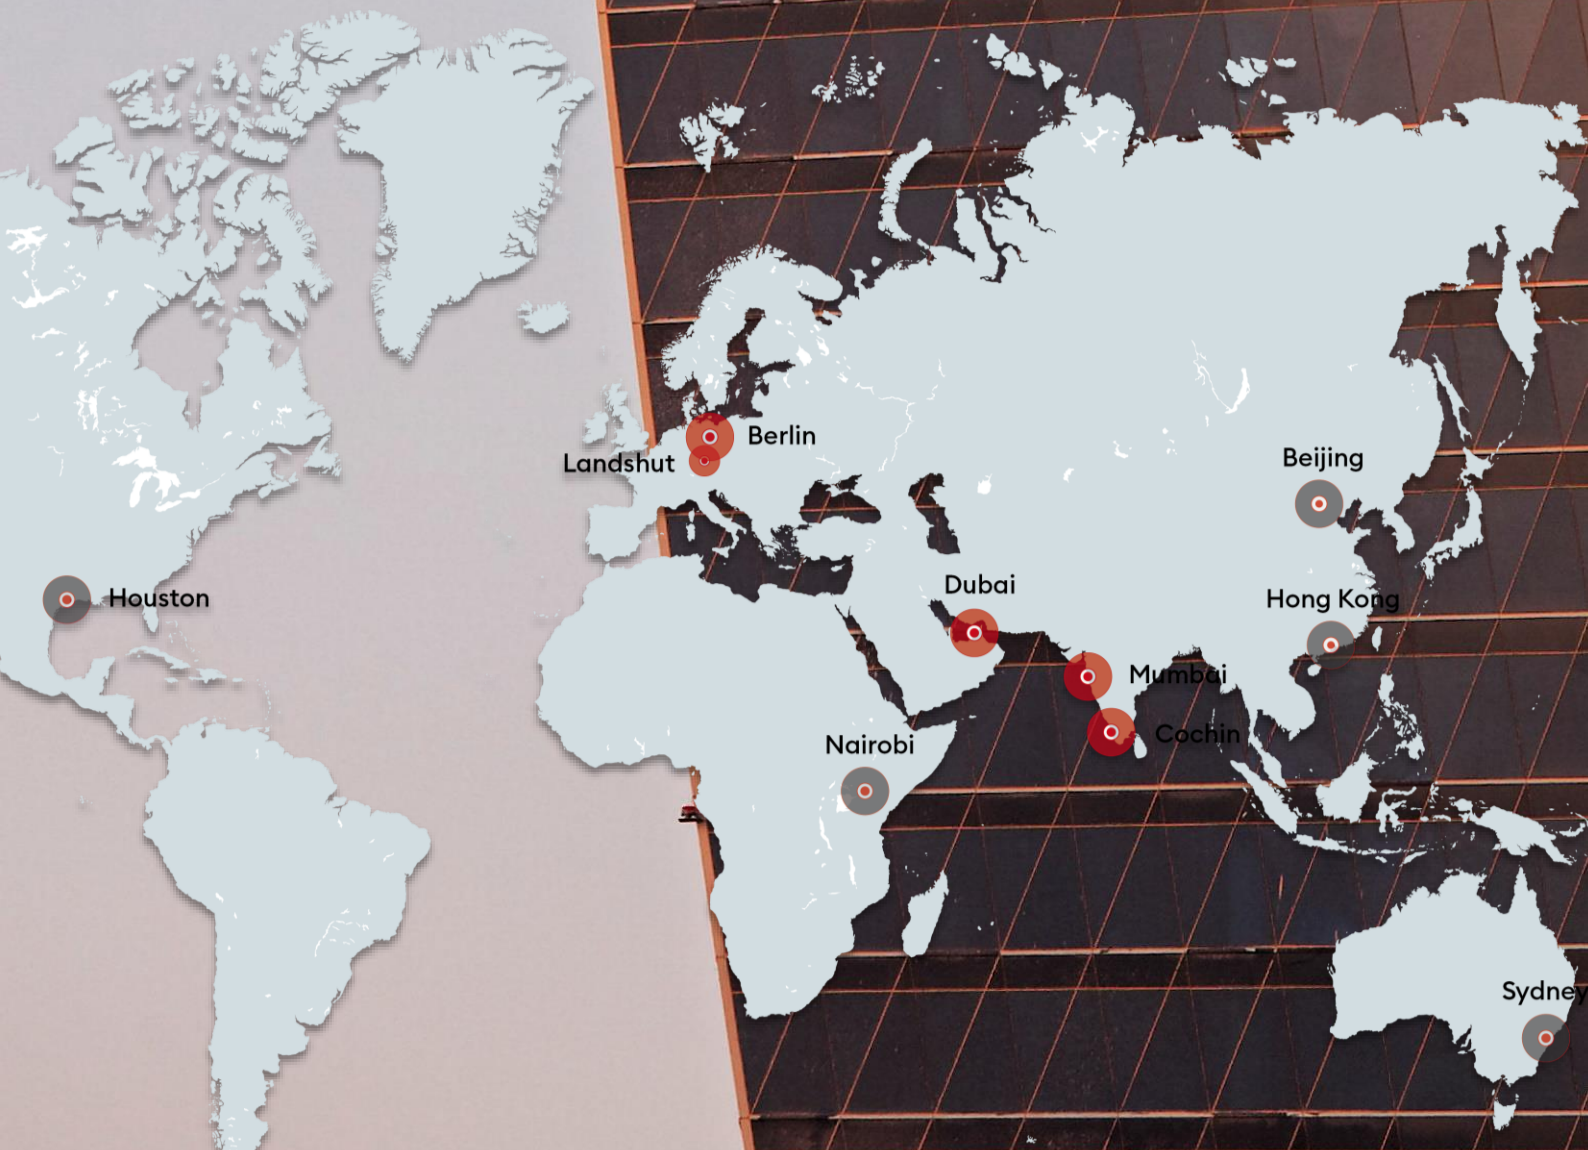 Berlin
Landshut
Beijing
Houston
Dubai
Hong Kong
Mumbai
Cochin
Nairobi
Sydney